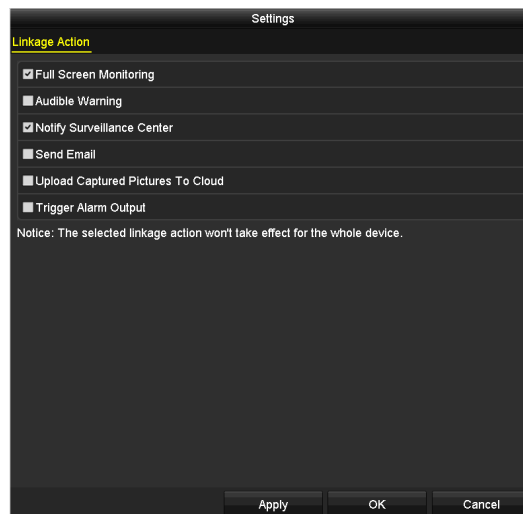 Settings
Linkage Action
Full Screen Monitoring
Audible Warning
Notify Surveillance Center
Send Email
Upload Captured Pictures To Cloud
Trigger Alarm Output
Notice: The selected linkage action won't take effect for the whole device.
Apply OK Cancel